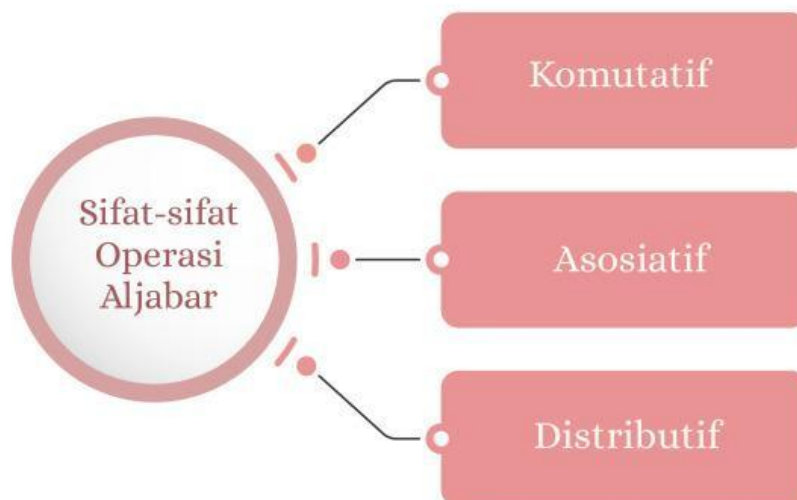 Sifat-sifat
Operasi
Aljabar
Komutatif
Asosiatif
Distributif